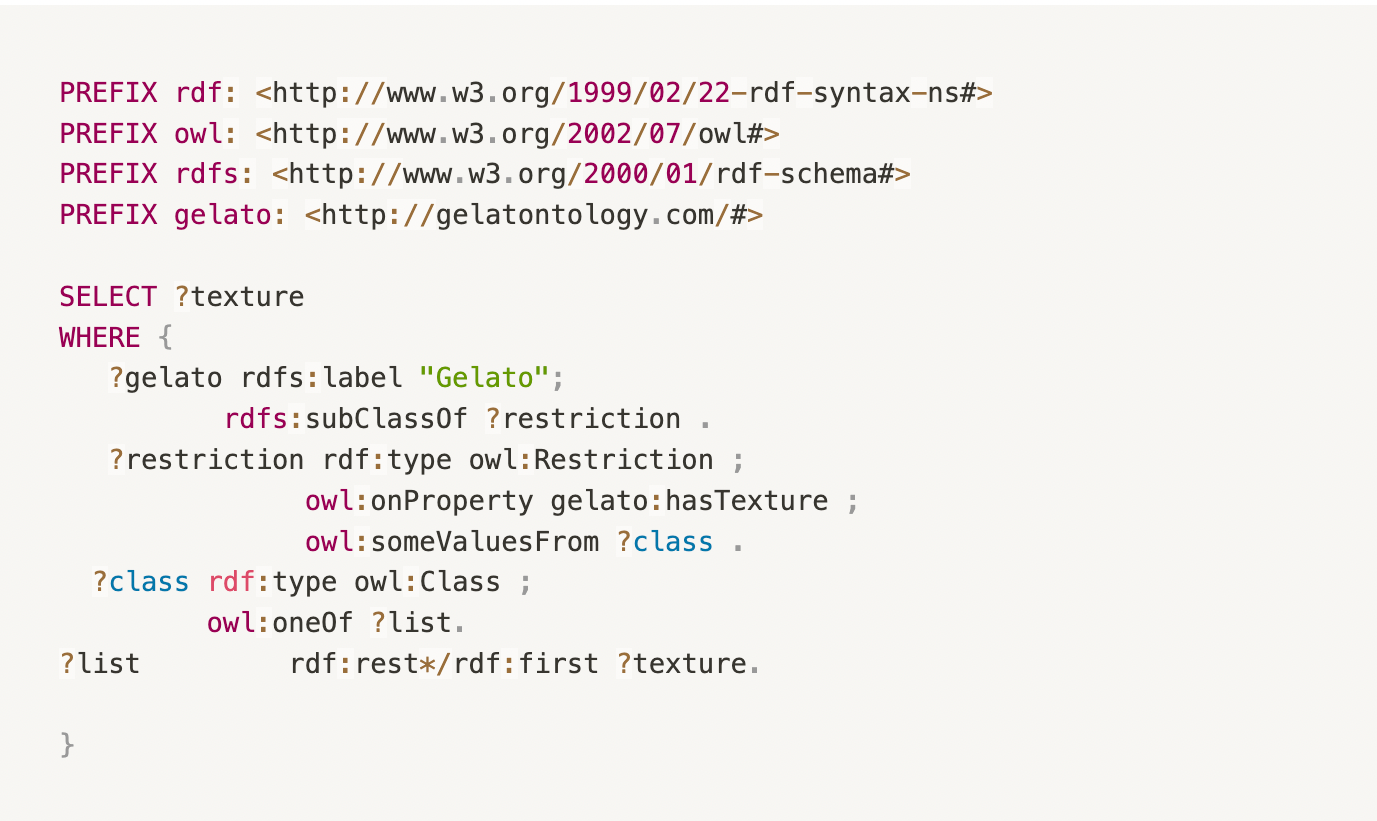 PREFIX rdf: <http://www.w3.org/1999/02/22-rdf-syntax-ns#>
PREFIX owl: <http://www.w3.org/2002/07/owl#>
PREFIX rdfs: <http://www.w3.org/2000/01/rdf-schema#>
PREFIX gelato: <http://gelatontology.com/#>

SELECT ?texture
WHERE {
   ?gelato rdfs:label "Gelato";
          rdfs:subClassOf ?restriction .
   ?restriction rdf:type owl:Restriction ;
               owl:onProperty gelato:hasTexture ;
               owl:someValuesFrom ?class .
  ?class rdf:type owl:Class ;
         owl:oneOf ?list.
?list         rdf:rest*/rdf:first ?texture.

}